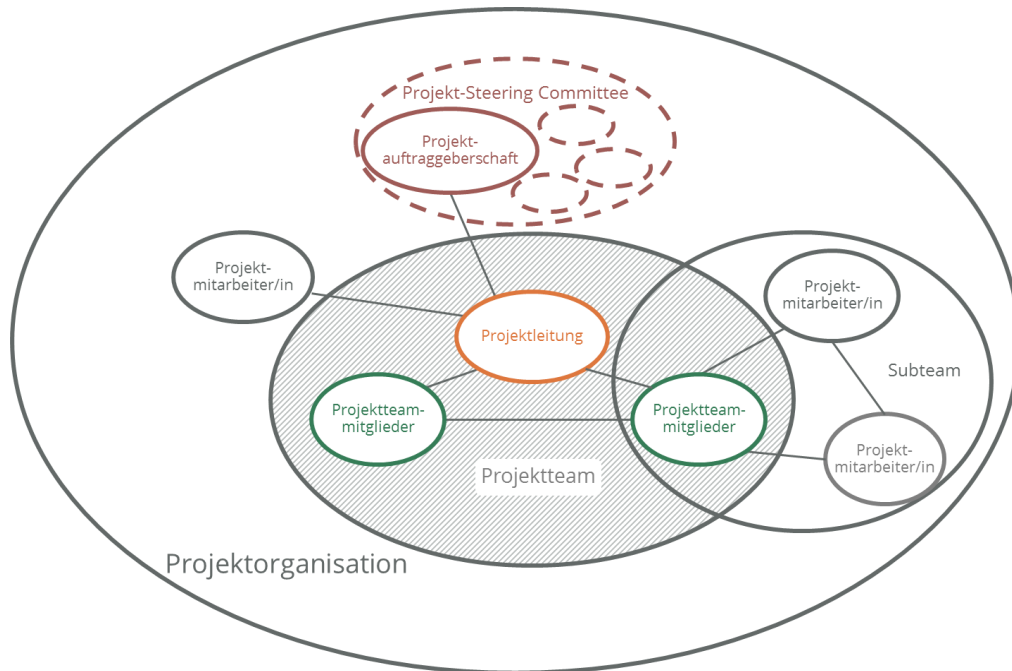 Projekt-Steering Committee
Projekt-
auftraggeberschaft
Projekt-
mitarbeiter/in
Projekt-
mitarbeiter/in
Projektleitung
Subteam
Projektteam-
mitglieder
Projektteam-
mitglieder
Projekt-
mitarbeiter/in
Projektteam
Projektorganisation